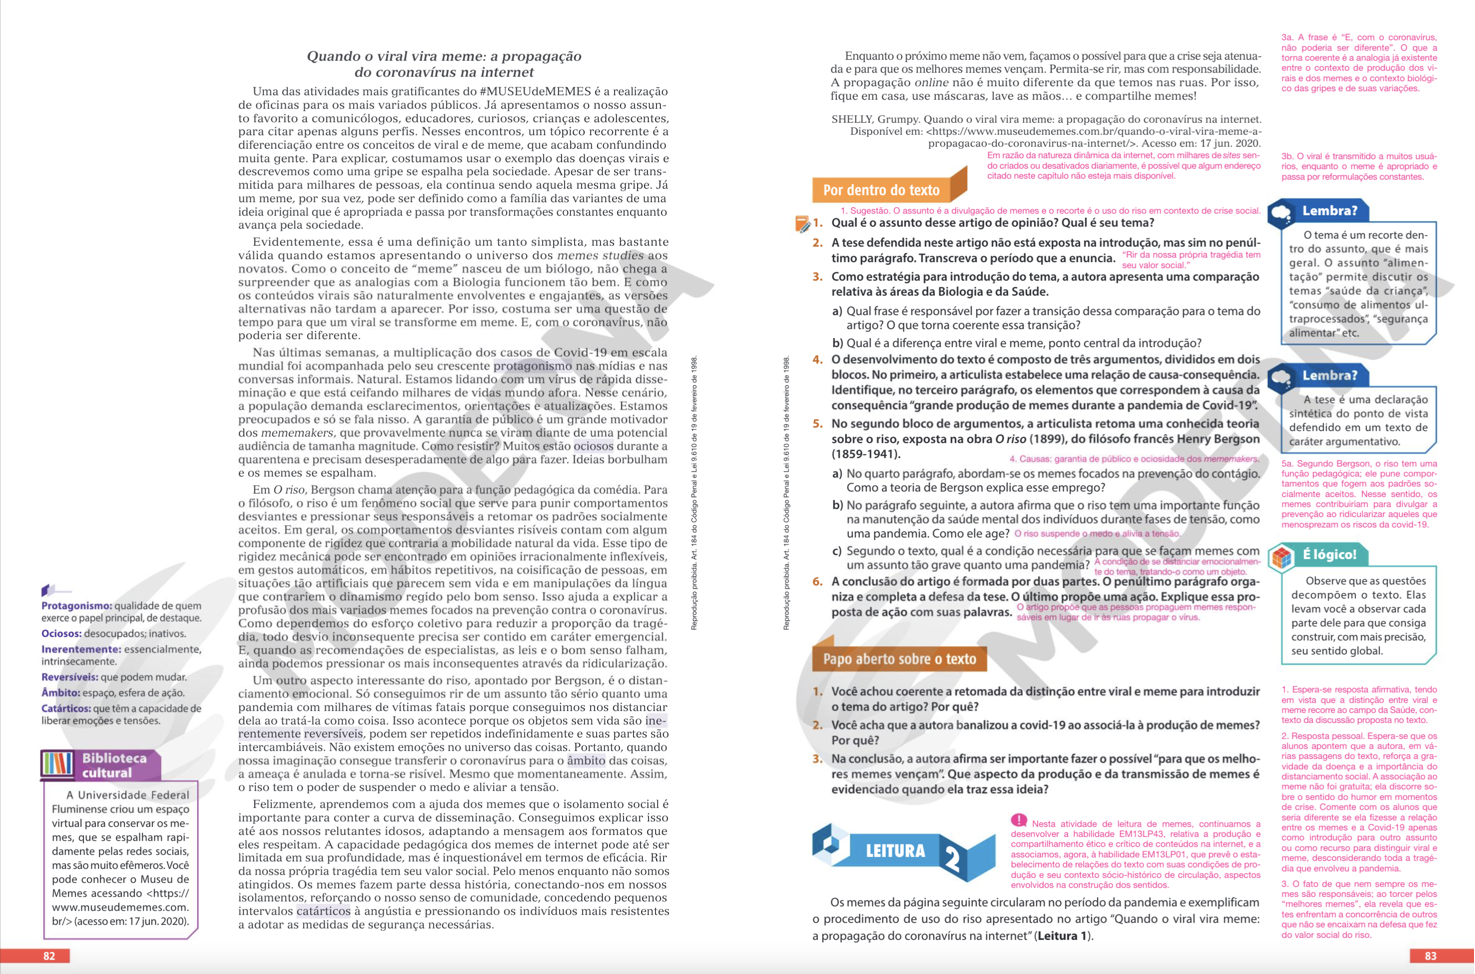 Quando o viral vira meme: a propagação
do coronavírus na internet
Uma das atividades mais gratificantes do #MUSEUdeMEMES é a realização
de oficinas para os mais variados públicos. Já apresentamos o nosso assun-
to favorito a comunicólogos, educadores, curiosos, crianças e adolescentes,
para citar apenas alguns perfis. Nesses encontros, um tópico recorrente é a
diferenciação entre os conceitos de viral e de meme, que acabam confundindo
muita gente. Para explicar, costumamos usar o exemplo das doenças virais e
descrevemos como uma gripe se espalha pela sociedade. Apesar de ser trans-
mitida para milhares de pessoas, ela continua sendo aquela mesma gripe. Já
um meme, por sua vez, pode ser definido como a família das variantes de uma
ideia original que é apropriada e passa por transformações constantes enquanto
avança pela sociedade.
Evidentemente, essa é uma definição um tanto simplista, mas bastante
válida quando estamos apresentando o universo dos memes studies aos
novatos. Como o conceito de “meme” nasceu de um biólogo, não chega a
surpreender que as analogias com a Biologia funcionem tão bem. E como
os conteúdos virais são naturalmente envolventes e engajantes, as versões
alternativas não tardam a aparecer. Por isso, costuma ser uma questão de
tempo para que um viral se transforme em meme. E, com o coronavírus, não
poderia ser diferente.
Nas últimas semanas, a multiplicação dos casos de Covid-19 em escala
mundial foi acompanhada pelo seu crescente protagonismo nas mídias e nas
conversas informais. Natural. Estamos lidando com um vírus de rápida disse-
minação e que está ceifando milhares de vidas mundo afora. Nesse cenário,
a população demanda esclarecimentos, orientações e atualizações. Estamos
preocupados e só se fala nisso. A garantia de público é um grande motivador
dos mememakers, que provavelmente nunca se viram diante de uma potencial
audiência de tamanha magnitude. Como resistir? Muitos estão ociosos durante a
quarentena e precisam desesperadamente de algo para fazer. Ideias borbulham
e os memes se espalham.
Em O riso, Bergson chama atenção para a função pedagógica da comédia. Para
o filósofo, o riso é um fenômeno social que serve para punir comportamentos
desviantes e pressionar seus responsáveis a retomar os padrões socialmente
aceitos. Em geral, os comportamentos desviantes risíveis contam com algum
componente de rigidez que contraria a mobilidade natural da vida. Esse tipo de
rigidez mecânica pode ser encontrado em opiniões irracionalmente inflexíveis,
em gestos automáticos, em hábitos repetitivos, na coisificação de pessoas, em
situações tão artificiais que parecem sem vida e em manipulações da língua
que contrariem o dinamismo regido pelo bom senso. Isso ajuda a explicar a
profusão dos mais variados memes focados na prevenção contra o coronavírus.
Como dependemos do esforço coletivo para reduzir a proporção da tragé-
dia, todo desvio inconsequente precisa ser contido em caráter emergencial.
E, quando as recomendações de especialistas, as leis e o bom senso falham,
ainda podemos pressionar os mais inconsequentes através da ridicularização.
Um outro aspecto interessante do riso, apontado por Bergson, é o distan-
ciamento emocional. Só conseguimos rir de um assunto tão sério quanto uma
pandemia com milhares de vítimas fatais porque conseguimos nos distanciar
dela ao tratá-la como coisa. Isso acontece porque os objetos sem vida são ine-
rentemente reversíveis, podem ser repetidos indefinidamente e suas partes são
intercambiáveis. Não existem emoções no universo das coisas. Portanto, quando
nossa imaginação consegue transferir o coronavírus para o âmbito das coisas,
a ameaça é anulada e torna-se risível. Mesmo que momentaneamente. Assim,
o riso tem o poder de suspender o medo e aliviar a tensão.
Felizmente, aprendemos com a ajuda dos memes que o isolamento social é
importante para conter a curva de disseminação. Conseguimos explicar isso
até aos nossos relutantes idosos, adaptando a mensagem aos formatos que
eles respeitam. A capacidade pedagógica dos memes de internet pode até ser
limitada em sua profundidade, mas é inquestionável em termos de eficácia. Rir
da nossa própria tragédia tem seu valor social. Pelo menos enquanto não somos
atingidos. Os memes fazem parte dessa história, conectando-nos em nossos
isolamentos, reforçando o nosso senso de comunidade, concedendo pequenos
intervalos catárticos à angústia e pressionando os indivíduos mais resistentes
a adotar as medidas de segurança necessárias.
Protagonismo: qualidade de quem
exerce o papel principal, de destaque.
Ociosos: desocupados; inativos.
Inerentemente: essencialmente,
intrinsecamente.
Reversíveis: que podem mudar.
Âmbito: espaço, esfera de ação.
Catárticos: que têm a capacidade de
liberar emoções e tensões.
Biblioteca
cultural
A Universidade Federal
Fluminense criou um espaço
virtual para conservar os me-
mes, que se espalham rapi-
damente pelas redes sociais,
mas são muito efêmeros. Você
pode conhecer o Museu de
Memes acessando <https://
www.museudememes.com.
br/> (acesso em: 17 jun. 2020).
Reprodução proibida. Art. 184 do Código Penal e Lei 9.610 de 19 de fevereiro de 1998.
MODERNA
82
Enquanto o próximo meme não vem, façamos o possível para que a crise seja atenua-
da e para que os melhores memes vençam. Permita-se rir, mas com responsabilidade.
A propagação online não é muito diferente da que temos nas ruas. Por isso,
fique em casa, use máscaras, lave as mãos... e compartilhe memes!
SHELLY, Grumpy. Quando o viral vira meme: a propagação do coronavírus na internet.
Disponível em: <https://www.museudememes.com.br/quando-o-viral-vira-meme-a-
propagacao-do-coronavirus-na-internet/>. Acesso em: 17 jun. 2020.
Em razão da natureza dinâmica da internet, com milhares de sites sen-
do criados ou desativados diariamente, é possível que algum endereço
citado neste capítulo não esteja mais disponível.
Por dentro do texto
1. Sugestão. O assunto é a divulgação de memes e o recorte é o uso do riso em contexto de crise social.
1. Qual é o assunto desse artigo de opinião? Qual é seu tema?
2. A tese defendida neste artigo não está exposta na introdução, mas sim no penúl-
timo parágrafo. Transcreva o período que a enuncia. “Rir da nossa própria tragédia tem
seu valor social.”
3. Como estratégia para introdução do tema, a autora apresenta uma comparação
relativa às áreas da Biologia e da Saúde.
a) Qual frase é responsável por fazer a transição dessa comparação para o tema do
artigo? O que torna coerente essa transição?
b) Qual é a diferença entre viral e meme, ponto central da introdução?
4. O desenvolvimento do texto é composto de três argumentos, divididos em dois
blocos. No primeiro, a articulista estabelece uma relação de causa-consequência.
Identifique, no terceiro parágrafo, os elementos que correspondem à causa da
consequência “grande produção de memes durante a pandemia de Covid-19”.
5. No segundo bloco de argumentos, a articulista retoma uma conhecida teoria
sobre o riso, exposta na obra O riso (1899), do filósofo francês Henry Bergson
(1859-1941).
4. Causas: garantia de público e ociosidade dos mememakers.
a) No quarto parágrafo, abordam-se os memes focados na prevenção do contágio.
Como a teoria de Bergson explica esse emprego?
b) No parágrafo seguinte, a autora afirma que o riso tem uma importante função
na manutenção da saúde mental dos indivíduos durante fases de tensão, como
uma pandemia. Como ele age? O riso suspende o medo e alivia a tensão.
c) Segundo o texto, qual é a condição necessária para que se façam memes com
um assunto tão grave quanto uma pandemia? A condição de se distanciar emocionalmen-
te do tema, tratando-o como um objeto.
6. A conclusão do artigo é formada por duas partes. O penúltimo parágrafo orga-
niza e completa a defesa da tese. O último propõe uma ação. Explique essa pro-
posta de ação com suas palavras. O artigo propõe que as pessoas propaguem memes respon-
sáveis em lugar de ir às ruas propagar o vírus.
Papo aberto sobre o texto
1. Você achou coerente a retomada da distinção entre viral e meme para introduzir
o tema do artigo? Por quê?
2. Você acha que a autora banalizou a covid-19 ao associá-la à produção de memes?
Por quê?
3. Na conclusão, a autora afirma ser importante fazer o possível “para que os melho-
res memes vençam”. Que aspecto da produção e da transmissão de memes é
evidenciado quando ela traz essa ideia?
LEITURA 2
! Nesta atividade de leitura de memes, continuamos a
desenvolver a habilidade EM13LP43, relativa a produção e
compartilhamento ético e crítico de conteúdos na internet, e a
associamos, agora, à habilidade EM13LP01, que prevê o esta-
belecimento de relações do texto com suas condições de pro-
dução e seu contexto sócio-histórico de circulação, aspectos
envolvidos na construção dos sentidos.
Os memes da página seguinte circularam no período da pandemia e exemplificam
o procedimento de uso do riso apresentado no artigo “Quando o viral vira meme:
a propagação do coronavírus na internet” (Leitura 1).
3a. A frase é “E, com o coronavírus,
não poderia ser diferente”. O que a
torna coerente é a analogia já existente
entre o contexto de produção dos vi-
rais e dos memes e o contexto biológi-
co das gripes e de suas variações.
3b. O viral é transmitido a muitos usuá-
rios, enquanto o meme é apropriado e
passa por reformulações constantes.
Lembra?
O tema é um recorte den-
tro do assunto, que é mais
geral. O assunto “alimen-
tação” permite discutir os
temas “saúde da criança”,
“consumo de alimentos ul-
traprocessados”, “segurança
alimentar” etc.
Lembra?
A tese é uma declaração
sintética do ponto de vista
defendido em um texto de
caráter argumentativo.
5a. Segundo Bergson, o riso tem uma
função pedagógica; ele pune compor-
tamentos que fogem aos padrões so-
cialmente aceitos. Nesse sentido, os
memes contribuiriam para divulgar a
prevenção ao ridicularizar aqueles que
menosprezam os riscos da covid-19.
É lógico!
Observe que as questões
decompõem o texto. Elas
levam você a observar cada
parte dele para que consiga
construir, com mais precisão,
seu sentido global.
1. Espera-se resposta afirmativa, tendo
em vista que a distinção entre viral e
meme recorre ao campo da Saúde, con-
texto da discussão proposta no texto.
2. Resposta pessoal. Espera-se que os
alunos apontem que a autora, em vá-
rias passagens do texto, reforça a gra-
vidade da doença e a importância do
distanciamento social. A associação ao
meme não foi gratuita; ela discorre so-
bre o sentido do humor em momentos
de crise. Comente com os alunos que
seria diferente se ela fizesse a relação
entre os memes e a Covid-19 apenas
como introdução para outro assunto
ou como recurso para distinguir viral e
meme, desconsiderando toda a tragé-
dia que envolveu a pandemia.
3. O fato de que nem sempre os me-
mes são responsáveis; ao torcer pelos
“melhores memes”, ela revela que es-
tes enfrentam a concorrência de outros
que não se encaixam na defesa que fez
do valor social do riso.
Reprodução proibida. Art. 184 do Código Penal e Lei 9.610 de 19 de fevereiro de 1998.
MODERNA
83